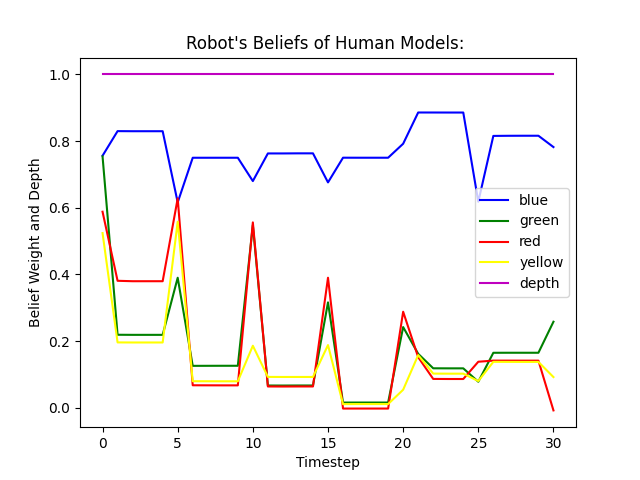 Robot's Beliefs of Human Models:
Belief Weight and Depth
1.0
0.8
0.6
0.4
0.2
0.0
blue
green
red
yellow
depth
0 5 10 15 20 25 30
Timestep